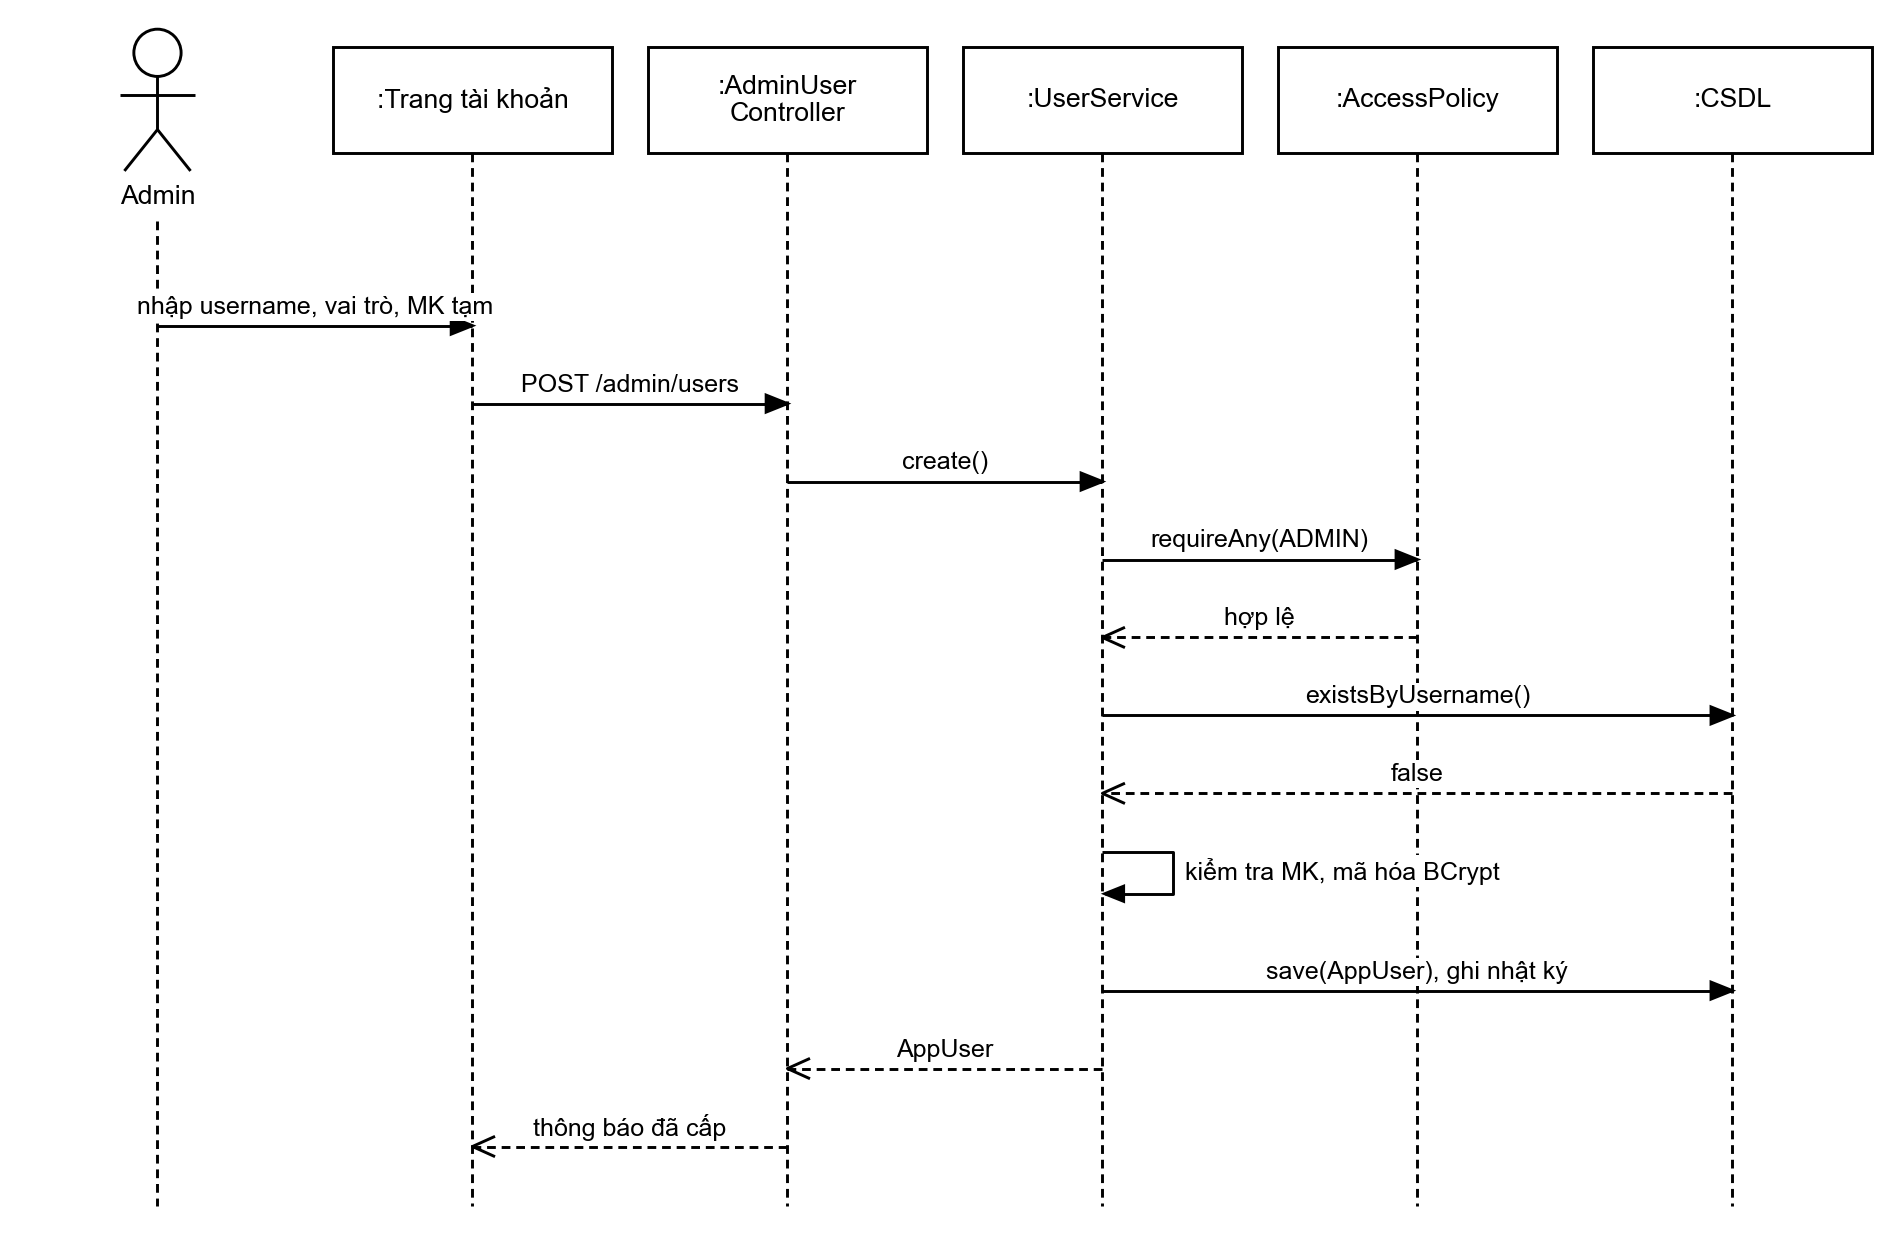 Admin
:Trang tài khoản
:AdminUser
Controller
:UserService
:AccessPolicy
:CSDL
nhập username, vai trò, MK tạm
POST /admin/users
create()
requireAny(ADMIN)
hợp lệ
existsByUsername()
false
kiểm tra MK, mã hóa BCrypt
save(AppUser), ghi nhật ký
AppUser
thông báo đã cấp